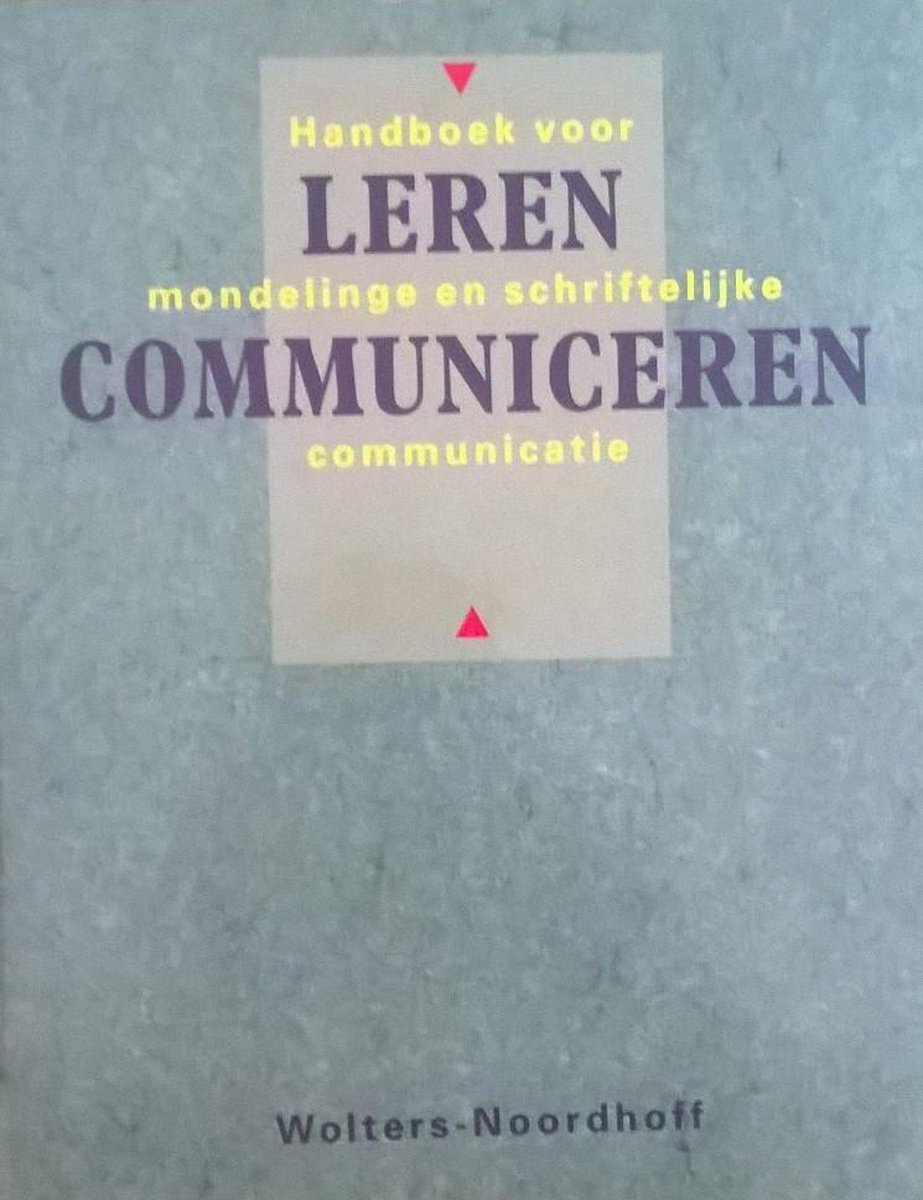 Handboek voor
LEREN
mondelinge en schriftelijke
COMMUNICEREN
communicatie
Wolters-Noordhoff